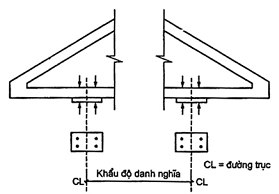 CL = đường trục
Khẩu độ danh nghĩa
CL
CL